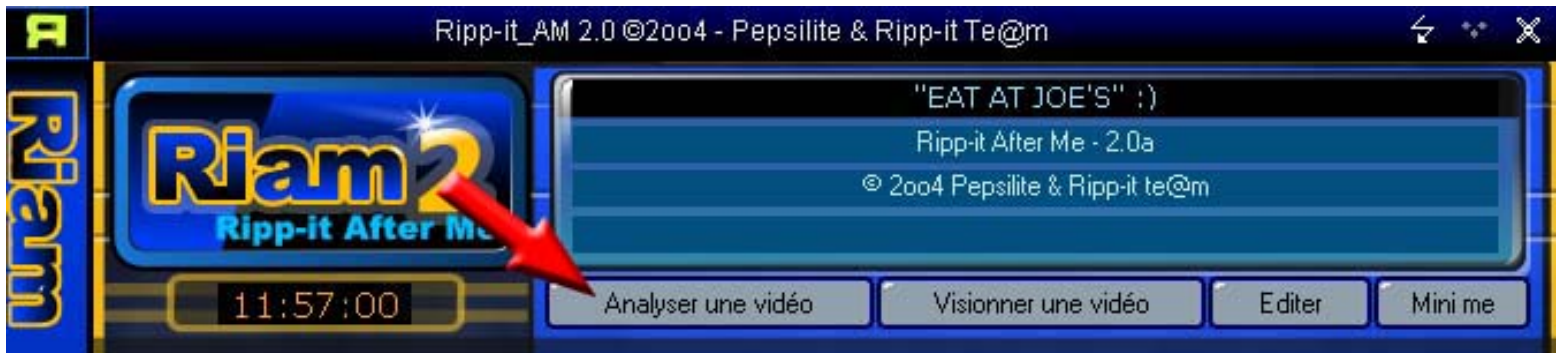 Ripp-it_AM 2.0 ©2oo4 - Pepsilite & Ripp-it Te@m
Riam
Riam 2
Ripp-it After Me
"EAT AT JOE'S" :)
Ripp-it After Me - 2.0a
© 2oo4 Pepsilite & Ripp-it te@m
11:57:00
Analyser une vidéo
Visionner une vidéo
Editer
Mini me